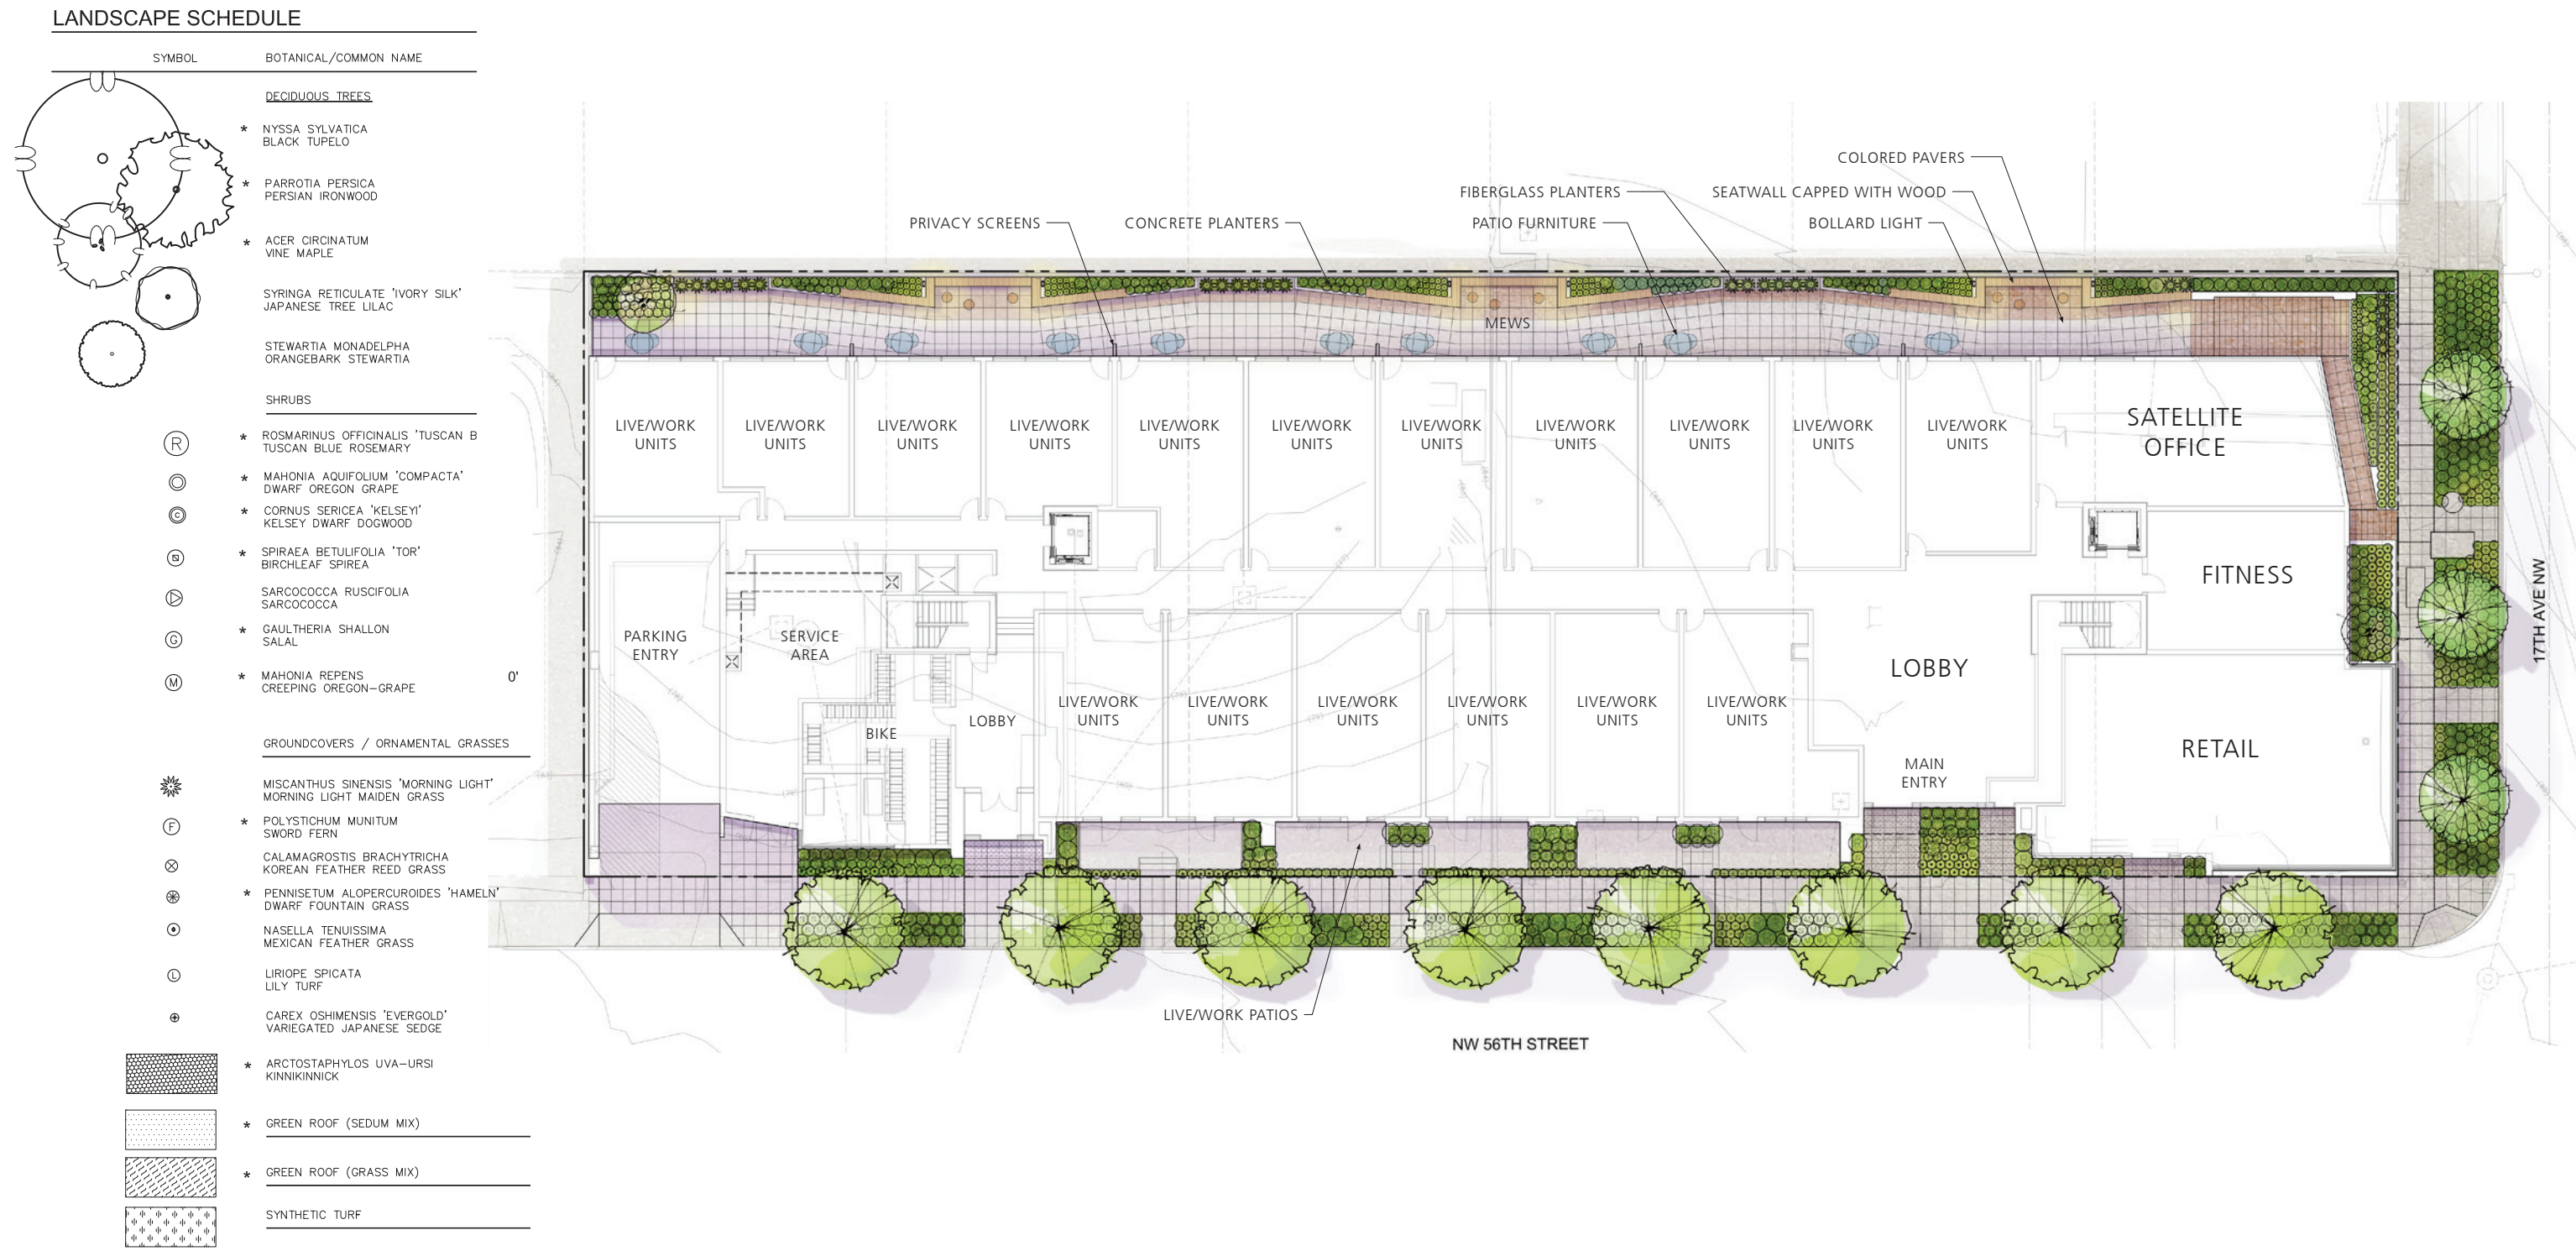 LANDSCAPE SCHEDULE
SYMBOL BOTANICAL/COMMON NAME
DECIDUOUS TREES
* NYSSA SYLVATICA
BLACK TUPELO
* PARROTIA PERSICA
PERSIAN IRONWOOD
* ACER CIRCINATUM
VINE MAPLE
SYRINGA RETICULATE 'IVORY SILK'
JAPANESE TREE LILAC
STEWARTIA MONADELPHA
ORANGEBARK STEWARTIA
SHRUBS
R * ROSMARINUS OFFICINALIS 'TUSCAN B
TUSCAN BLUE ROSEMARY
* MAHONIA AQUIFOLIUM 'COMPACTA'
DWARF OREGON GRAPE
C * CORNUS SERICEA 'KELSEYI'
KELSEY DWARF DOGWOOD
* SPIRAEA BETULIFOLIA 'TOR'
BIRCHLEAF SPIREA
SARCOCOCCA RUSCIFOLIA
SARCOCOCCA
G * GAULTHERIA SHALLON
SALAL
M * MAHONIA REPENS
CREEPING OREGON-GRAPE
0'
GROUNDCOVERS / ORNAMENTAL GRASSES
MISCANTHUS SINENSIS 'MORNING LIGHT'
MORNING LIGHT MAIDEN GRASS
F * POLYSTICHUM MUNITUM
SWORD FERN
CALAMAGROSTIS BRACHYTRICHA
KOREAN FEATHER REED GRASS
* PENNISETUM ALOPERCUROIDES 'HAMELN'
DWARF FOUNTAIN GRASS
NASELLA TENUISSIMA
MEXICAN FEATHER GRASS
L LIRIOPE SPICATA
LILY TURF
CAREX OSHIMENSIS 'EVERGOLD'
VARIEGATED JAPANESE SEDGE
* ARCTOSTAPHYLOS UVA-URSI
KINNIKINNICK
* GREEN ROOF (SEDUM MIX)
* GREEN ROOF (GRASS MIX)
SYNTHETIC TURF
COLORED PAVERS
FIBERGLASS PLANTERS SEATWALL CAPPED WITH WOOD
PRIVACY SCREENS CONCRETE PLANTERS PATIO FURNITURE BOLLARD LIGHT
MEWS
LIVE/WORK
UNITS
LIVE/WORK
UNITS
LIVE/WORK
UNITS
LIVE/WORK
UNITS
LIVE/WORK
UNITS
LIVE/WORK
UNITS
LIVE/WORK
UNITS
LIVE/WORK
UNITS
LIVE/WORK
UNITS
LIVE/WORK
UNITS
LIVE/WORK
UNITS
SATELLITE
OFFICE
FITNESS
17TH AVE NW
PARKING
ENTRY
SERVICE
AREA
BIKE
LOBBY
LIVE/WORK
UNITS
LIVE/WORK
UNITS
LIVE/WORK
UNITS
LIVE/WORK
UNITS
LIVE/WORK
UNITS
LIVE/WORK
UNITS
LOBBY
MAIN
ENTRY
RETAIL
LIVE/WORK PATIOS
NW 56TH STREET